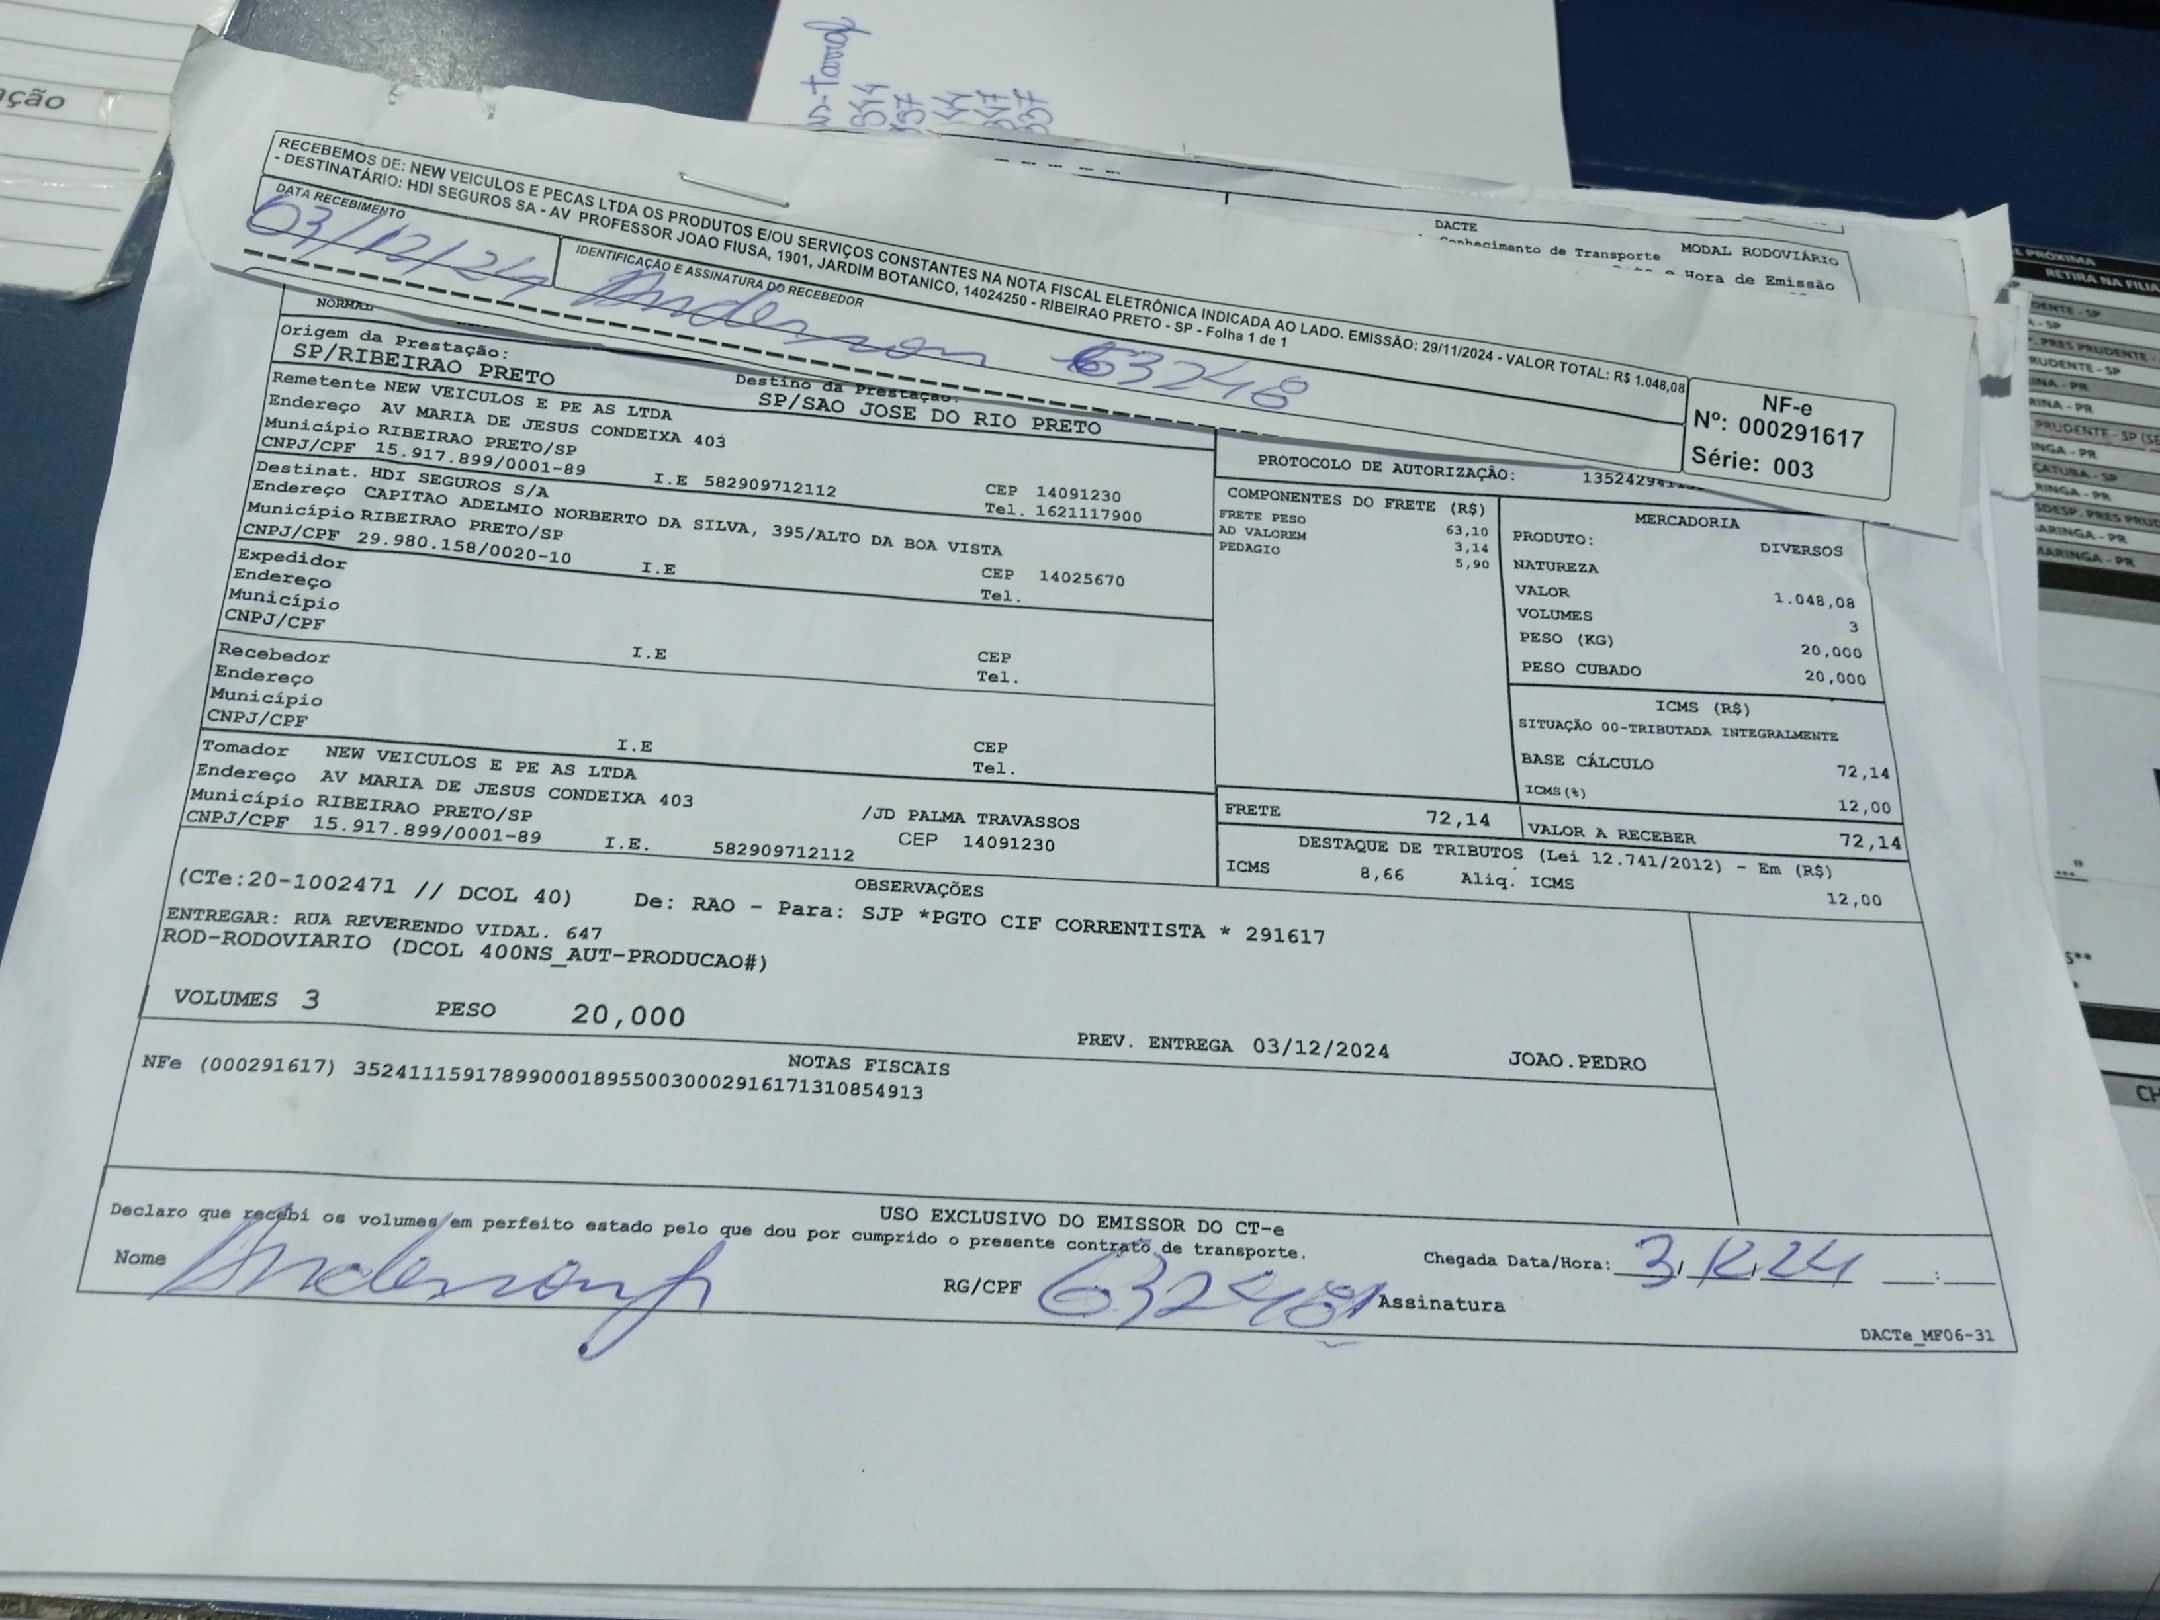 ação
RECEBEMOS DE: NEW VEICULOS E PECAS LTDA OS PRODUTOS E/OU SERVIÇOS CONSTANTES NA NOTA FISCAL ELETRÔNICA INDICADA AO LADO. EMISSÃO: 29/11/2024 - VALOR TOTAL: R$ 1.048,08
- DESTINATÁRIO: HDI SEGUROS SA - AV PROFESSOR JOAO FIUSA, 1901, JARDIM BOTANICO, 14024250 - RIBEIRAO PRETO - SP - Folha 1 de 1
DATA RECEBIMENTO
03/12/24
IDENTIFICAÇÃO E ASSINATURA DO RECEBEDOR
Anderson 63248
NF-e
Nº: 000291617
Série: 003
DACTE
Conhecimento de Transporte
MODAL RODOVIÁRIO
Hora de Emissão
NORMAL
Origem da Prestação:
SP/RIBEIRAO PRETO
Destino da Prestação:
SP/SAO JOSE DO RIO PRETO
Remetente NEW VEICULOS E PE AS LTDA
Endereço AV MARIA DE JESUS CONDEIXA 403
Município RIBEIRAO PRETO/SP CEP 14091230
CNPJ/CPF 15.917.899/0001-89 I.E 582909712112 Tel. 1621117900
Destinat. HDI SEGUROS S/A
Endereço CAPITAO ADELMIO NORBERTO DA SILVA, 395/ALTO DA BOA VISTA
Município RIBEIRAO PRETO/SP CEP 14025670
CNPJ/CPF 29.980.158/0020-10 I.E Tel.
Expedidor
Endereço
Município CEP
CNPJ/CPF I.E Tel.
Recebedor
Endereço
Município CEP
CNPJ/CPF I.E Tel.
Tomador NEW VEICULOS E PE AS LTDA
Endereço AV MARIA DE JESUS CONDEIXA 403 /JD PALMA TRAVASSOS
Município RIBEIRAO PRETO/SP CEP 14091230
CNPJ/CPF 15.917.899/0001-89 I.E. 582909712112
PROTOCOLO DE AUTORIZAÇÃO:
COMPONENTES DO FRETE (R$)
FRETE PESO 63,10
AD VALOREM 3,14
PEDAGIO 5,90
MERCADORIA
PRODUTO: DIVERSOS
NATUREZA
VALOR 1.048,08
VOLUMES 3
PESO (KG) 20,000
PESO CUBADO 20,000
ICMS (R$)
SITUAÇÃO 00-TRIBUTADA INTEGRALMENTE
BASE CÁLCULO 72,14
ICMS(%) 12,00
FRETE 72,14 VALOR A RECEBER 72,14
DESTAQUE DE TRIBUTOS (Lei 12.741/2012) - Em (R$)
ICMS 8,66 Aliq. ICMS 12,00
OBSERVAÇÕES
(CTe:20-1002471 // DCOL 40) De: RAO - Para: SJP *PGTO CIF CORRENTISTA * 291617
ENTREGAR: RUA REVERENDO VIDAL. 647
ROD-RODOVIARIO (DCOL 400NS_AUT-PRODUCAO#)
VOLUMES 3 PESO 20,000 PREV. ENTREGA 03/12/2024 JOAO.PEDRO
NOTAS FISCAIS
NFe (000291617) 35241115917899000189550030002916171310854913
USO EXCLUSIVO DO EMISSOR DO CT-e
Declaro que recebi os volumes em perfeito estado pelo que dou por cumprido o presente contrato de transporte.
Nome Anderson RG/CPF 63248 Assinatura
Chegada Data/Hora: 3/12/24 __:__
DACTe_MF06-31
RETIRA NA FILIA